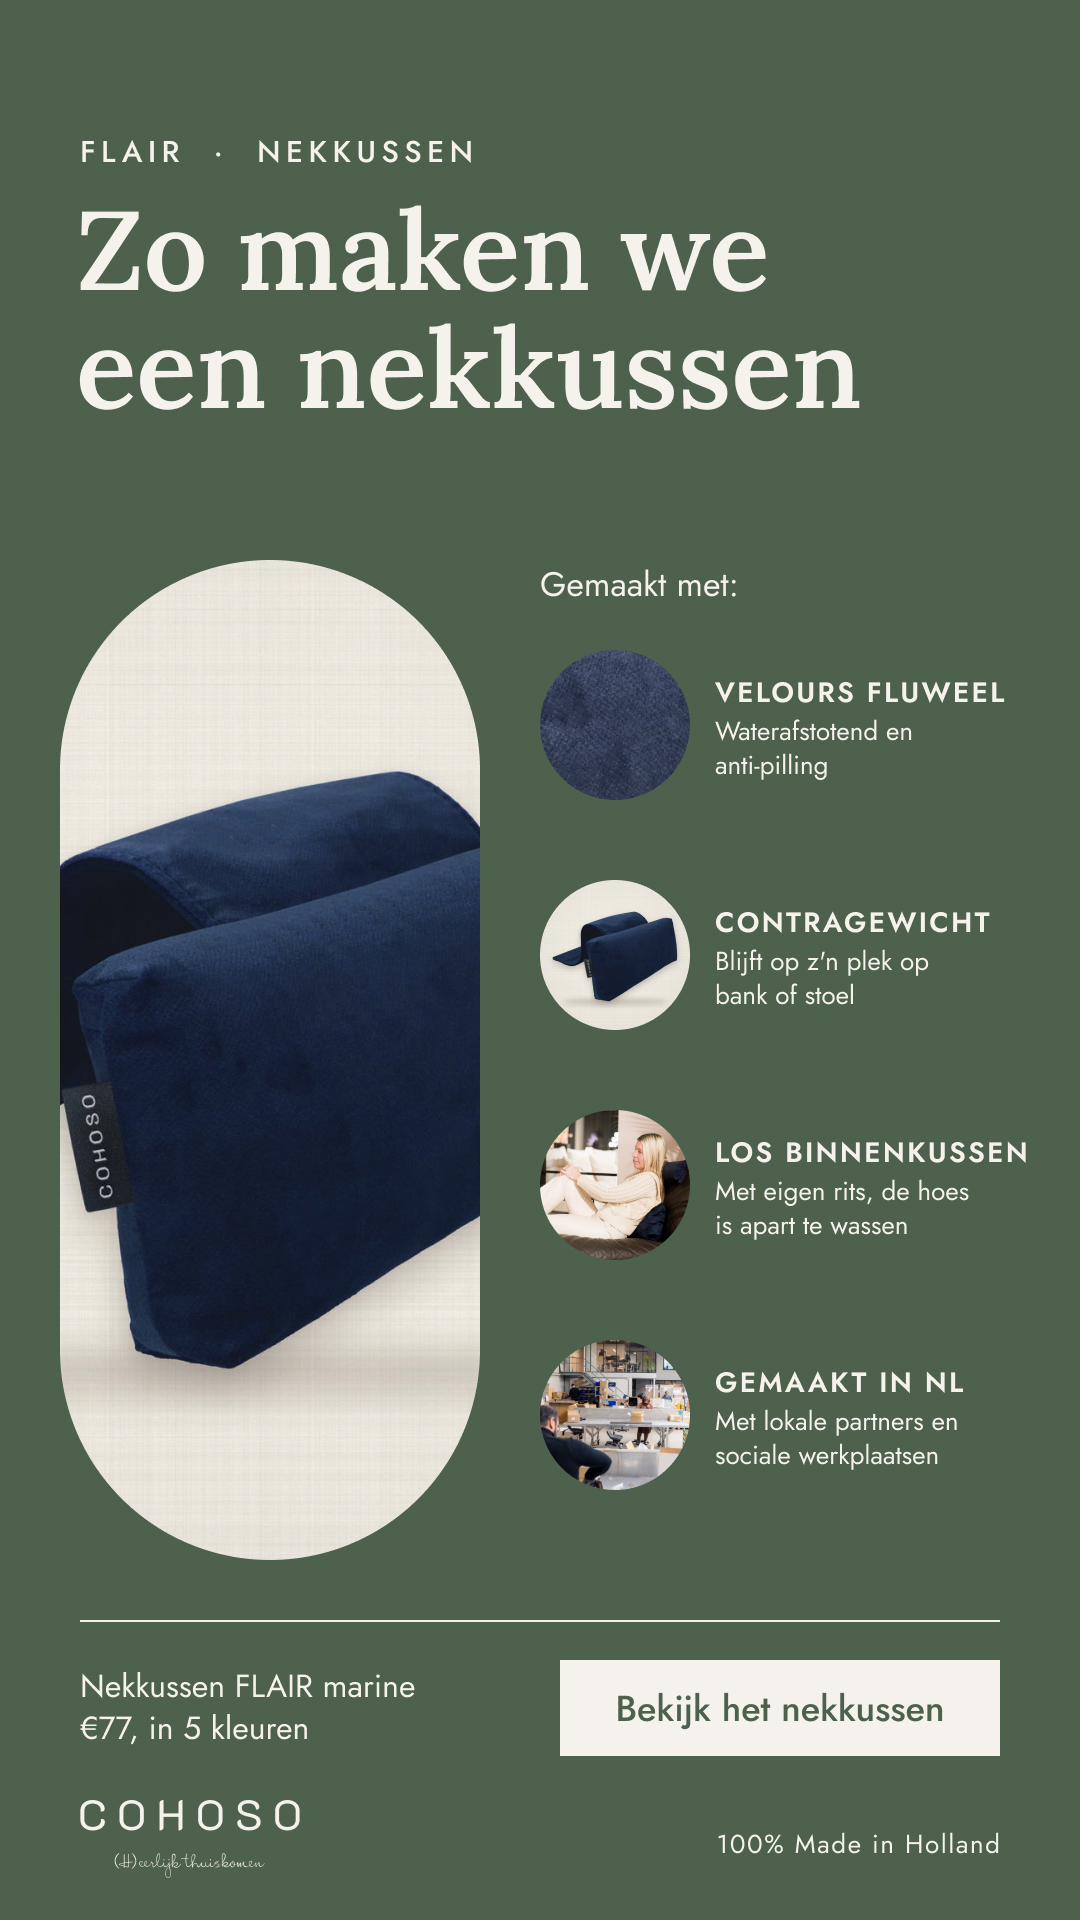 FLAIR · NEKKUSSEN
Zo maken we
een nekkussen
Gemaakt met:
VELOURS FLUWEEL
Waterafstotend en
anti-pilling
CONTRAGEWICHT
Blijft op z'n plek op
bank of stoel
LOS BINNENKUSSEN
Met eigen rits, de hoes
is apart te wassen
GEMAAKT IN NL
Met lokale partners en
sociale werkplaatsen
COHOSO
Nekkussen FLAIR marine
€77, in 5 kleuren
Bekijk het nekkussen
COHOSO
(H)eerlijk thuiskomen
100% Made in Holland